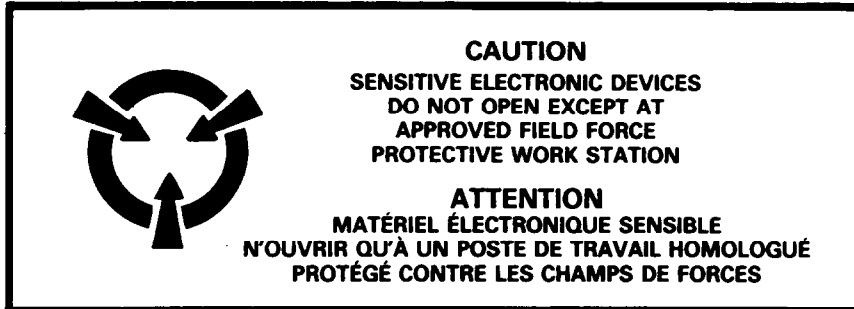 CAUTION
SENSITIVE ELECTRONIC DEVICES
DO NOT OPEN EXCEPT AT
APPROVED FIELD FORCE
PROTECTIVE WORK STATION
ATTENTION
MATÉRIEL ÉLECTRONIQUE SENSIBLE
N'OUVRIR QU'À UN POSTE DE TRAVAIL HOMOLOGUÉ
PROTÉGÉ CONTRE LES CHAMPS DE FORCES